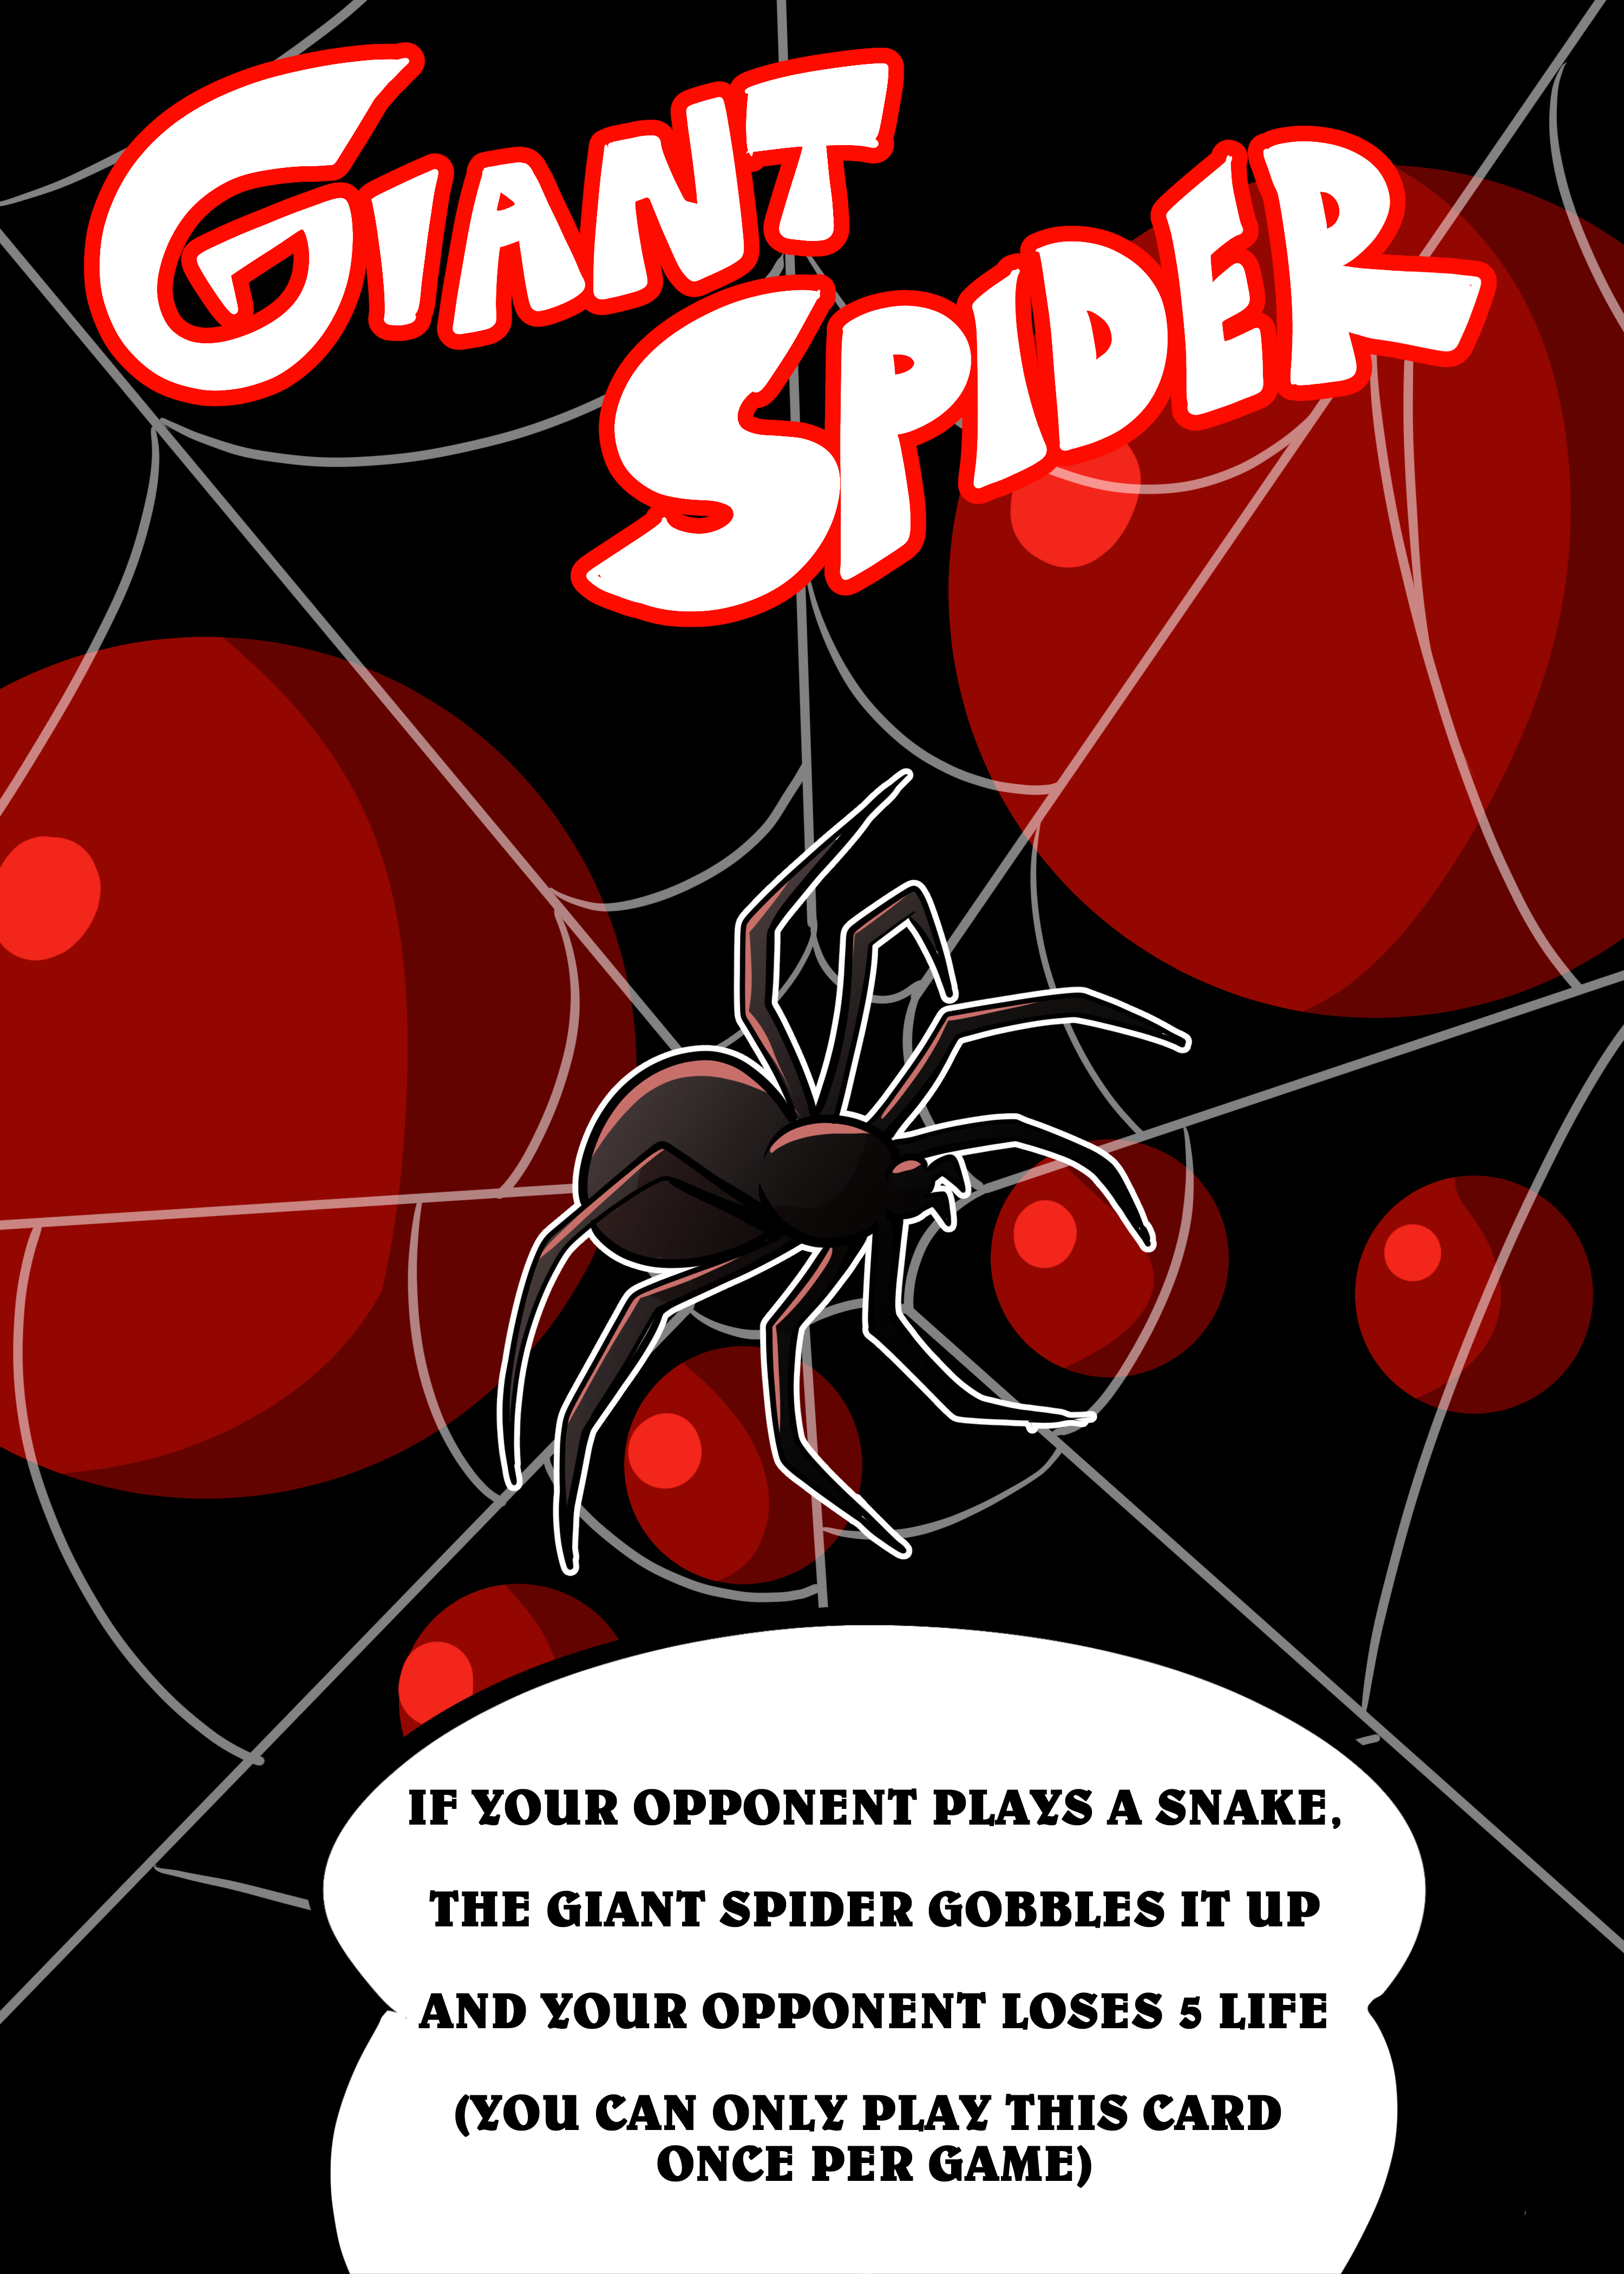 GIANT
SPIDER
IF YOUR OPPONENT PLAYS A SNAKE,
THE GIANT SPIDER GOBBLES IT UP
AND YOUR OPPONENT LOSES 5 LIFE
(YOU CAN ONLY PLAY THIS CARD
ONCE PER GAME)